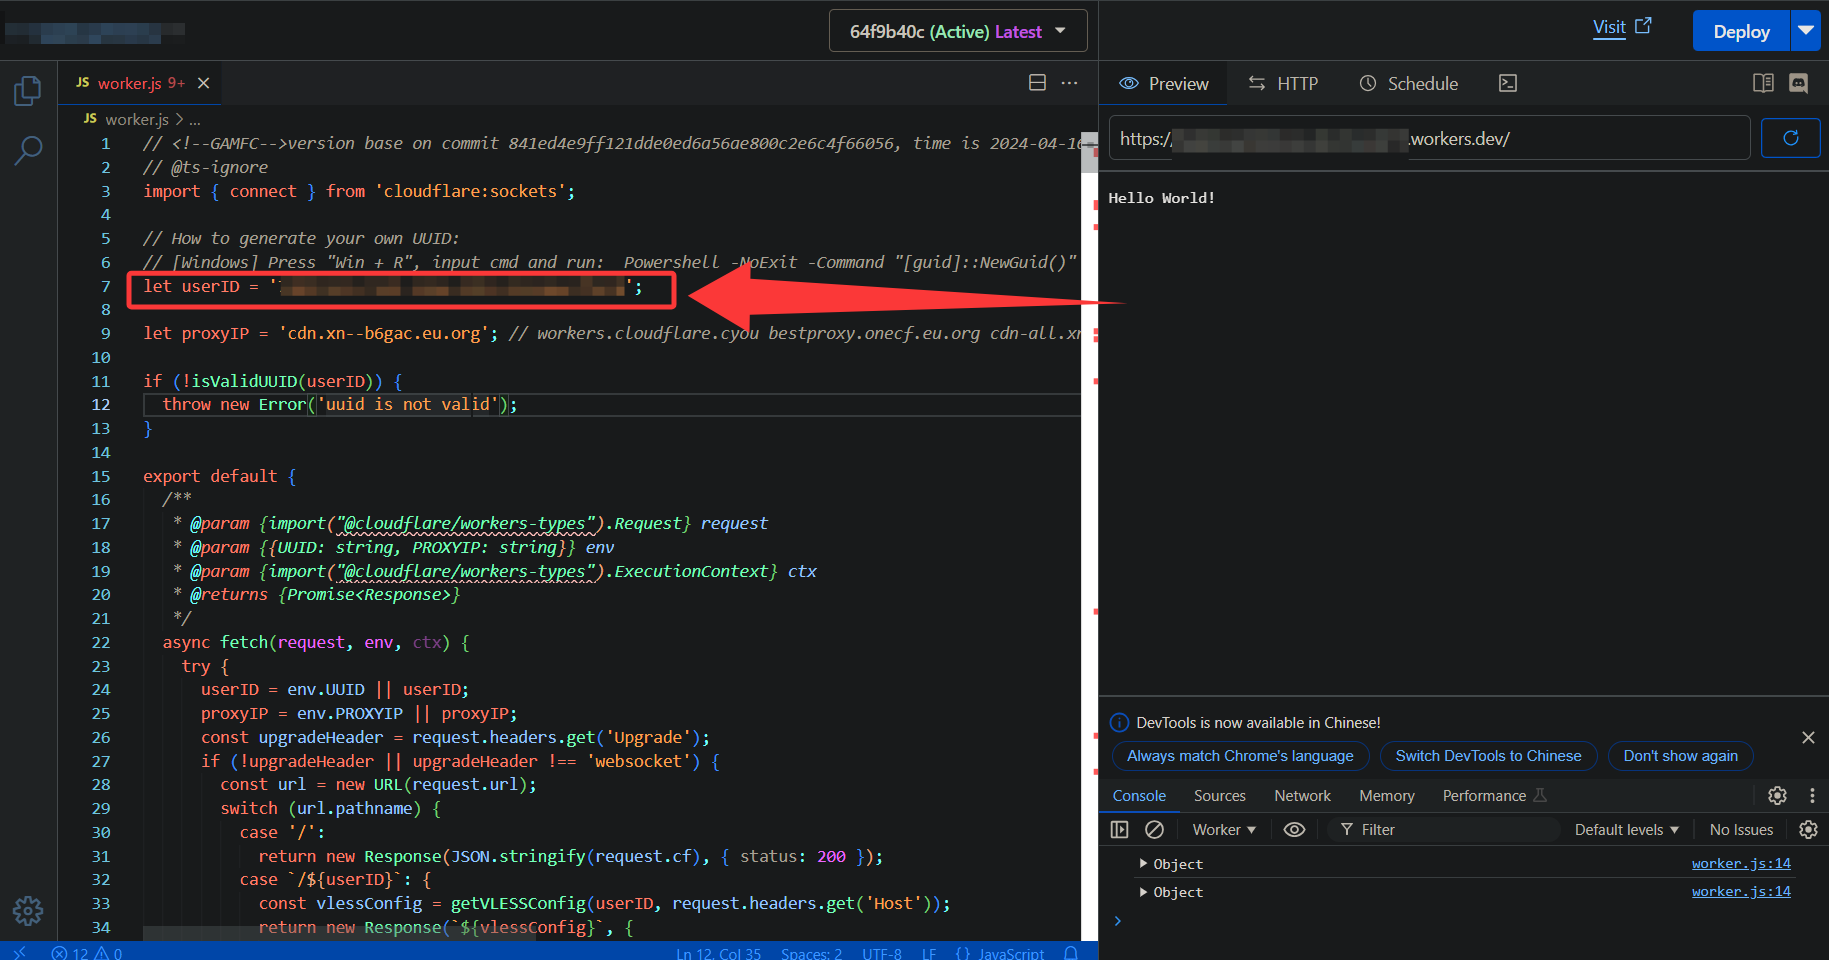 64f9b40c (Active) Latest
Visit
Deploy
JS worker.js 9+
Preview
HTTP
Schedule
JS worker.js > ...
https:/ .workers.dev/
1 // <!--GAMFC-->version base on commit 841ed4e9ff121dde0ed6a56ae800c2e6c4f66056, time is 2024-04-16
2 // @ts-ignore
3 import { connect } from 'cloudflare:sockets';
4
5 // How to generate your own UUID:
6 // [Windows] Press "Win + R", input cmd and run:  Powershell -NoExit -Command "[guid]::NewGuid()"
7 let userID = ' ';
8
9 let proxyIP = 'cdn.xn--b6gac.eu.org'; // workers.cloudflare.cyou bestproxy.onecf.eu.org cdn-all.xn
10
11 if (!isValidUUID(userID)) {
12   throw new Error('uuid is not valid');
13 }
14
15 export default {
16   /**
17    * @param {import("@cloudflare/workers-types").Request} request
18    * @param {{UUID: string, PROXYIP: string}} env
19    * @param {import("@cloudflare/workers-types").ExecutionContext} ctx
20    * @returns {Promise<Response>}
21    */
22   async fetch(request, env, ctx) {
23     try {
24       userID = env.UUID || userID;
25       proxyIP = env.PROXYIP || proxyIP;
26       const upgradeHeader = request.headers.get('Upgrade');
27       if (!upgradeHeader || upgradeHeader !== 'websocket') {
28         const url = new URL(request.url);
29         switch (url.pathname) {
30           case '/':
31             return new Response(JSON.stringify(request.cf), { status: 200 });
32           case `/${userID}`: {
33             const vlessConfig = getVLESSConfig(userID, request.headers.get('Host'));
34             return new Response(`${vlessConfig}`, {
Hello World!
DevTools is now available in Chinese!
Always match Chrome's language
Switch DevTools to Chinese
Don't show again
Console Sources Network Memory Performance
Worker
Filter
Default levels
No Issues
Object worker.js:14
Object worker.js:14
12 0
Ln 12, Col 35 Spaces: 2 UTF-8 LF {} JavaScript